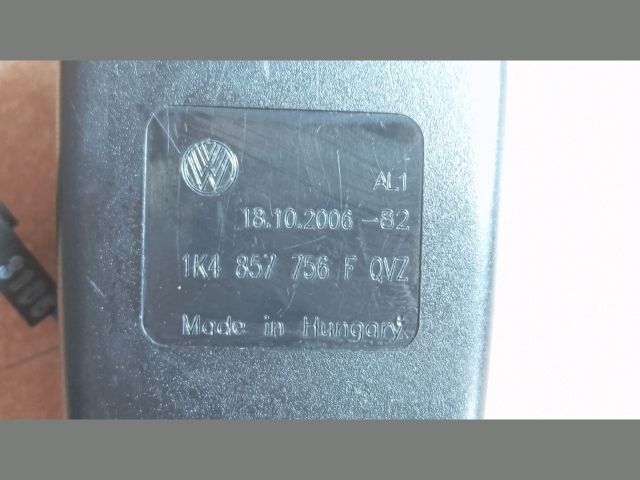 AL1
18.10.2006 -82
1K4 857 756 F QVZ
Made in Hungary